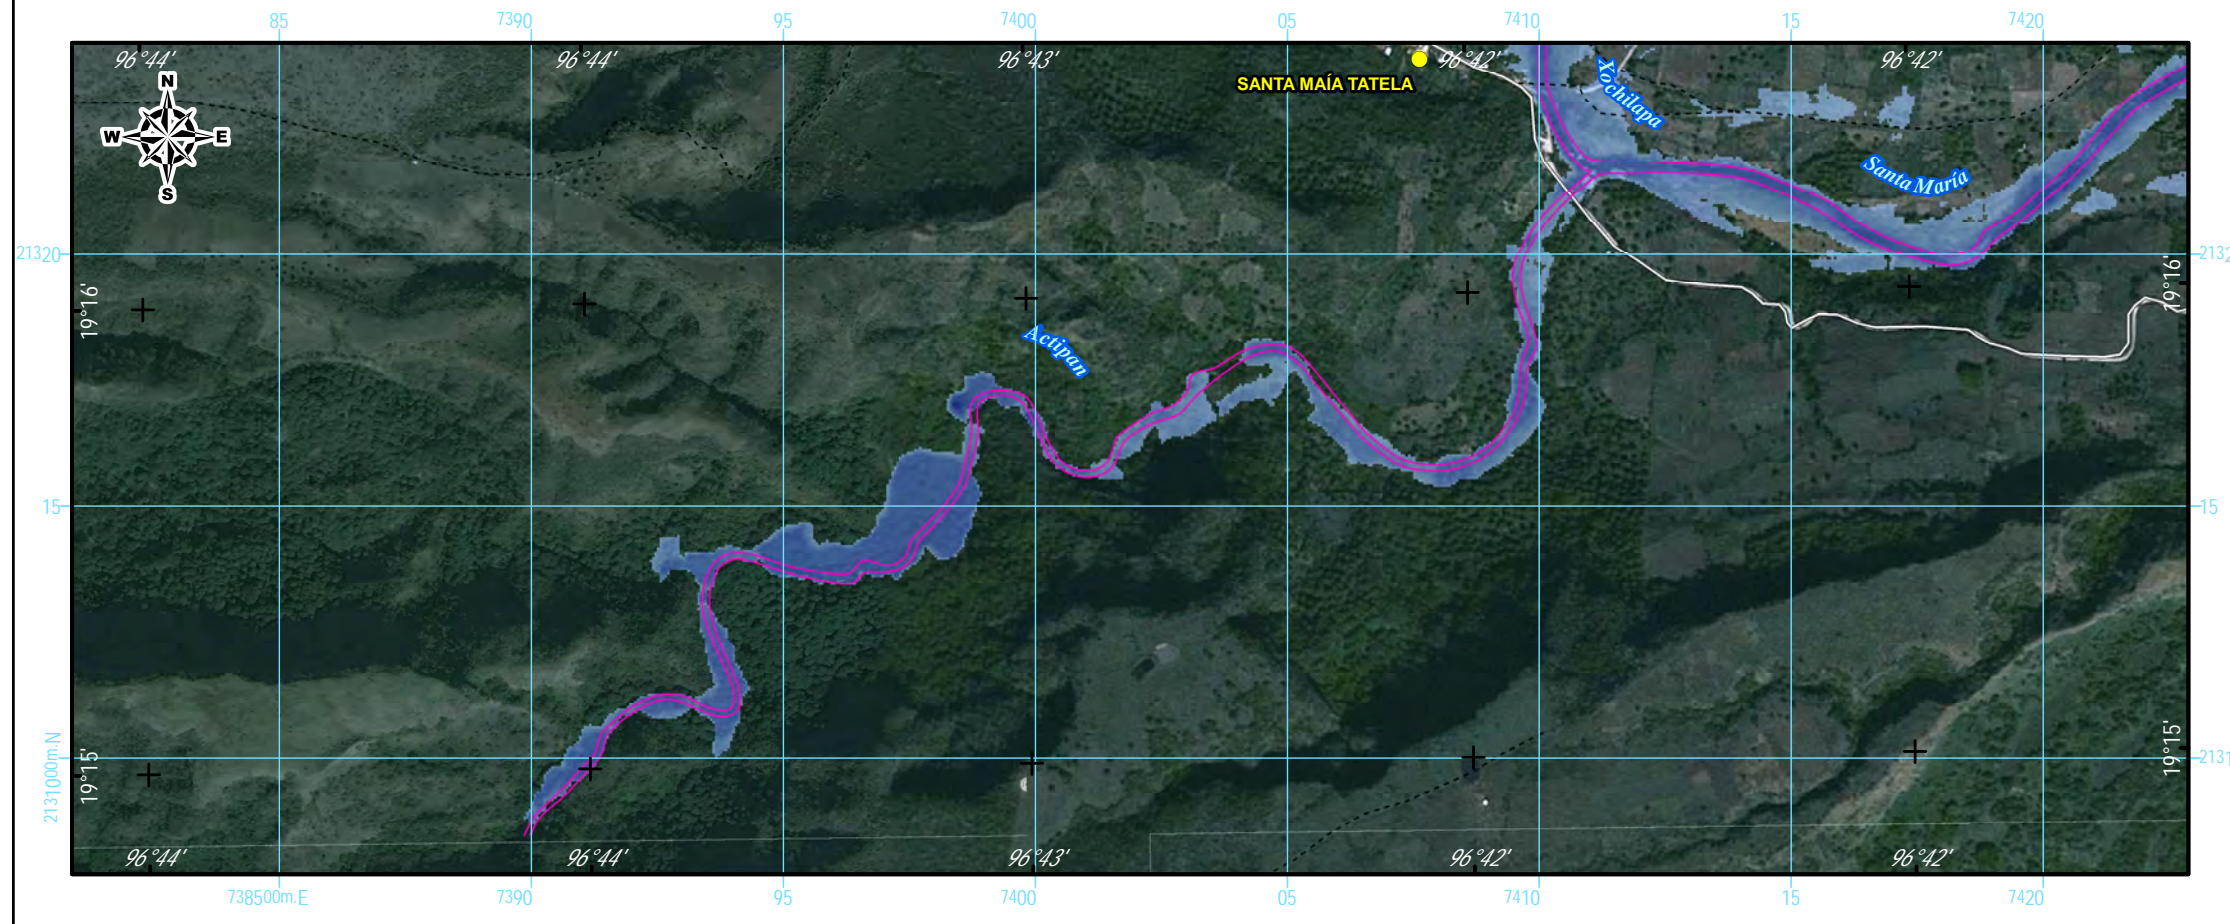 85 7390 95 7400 05 7410 15 7420
96°44' 96°44' 96°43' 96°42' 96°42'
N
W E
S
SANTA MAÍA TATELA
Xochilapa
Santa María
21320 2132
19°16' 19°16'
Actipan
15 15
2131000m.N 2131
19°15' 19°15'
96°44' 96°44' 96°43' 96°42' 96°42'
738500m.E 7390 95 7400 05 7410 15 7420